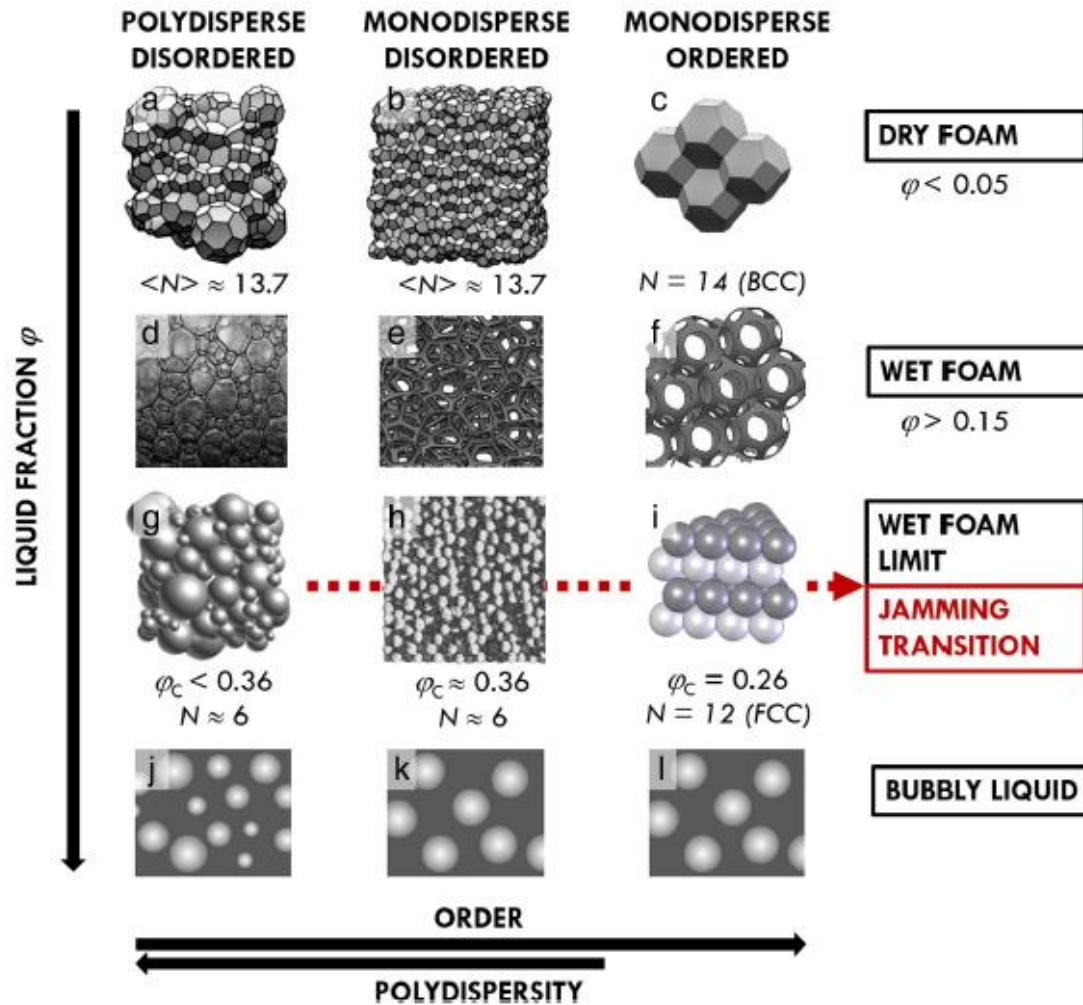 POLYDISPERSE
DISORDERED
MONODISPERSE
DISORDERED
MONODISPERSE
ORDERED
a
b
c
DRY FOAM
φ < 0.05
<N> ≈ 13.7
<N> ≈ 13.7
N = 14 (BCC)
LIQUID FRACTION φ
d
e
f
WET FOAM
φ > 0.15
g
h
i
WET FOAM
LIMIT
JAMMING
TRANSITION
φC < 0.36
N ≈ 6
φC ≈ 0.36
N ≈ 6
φC = 0.26
N = 12 (FCC)
j
k
l
BUBBLY LIQUID
ORDER
POLYDISPERSITY